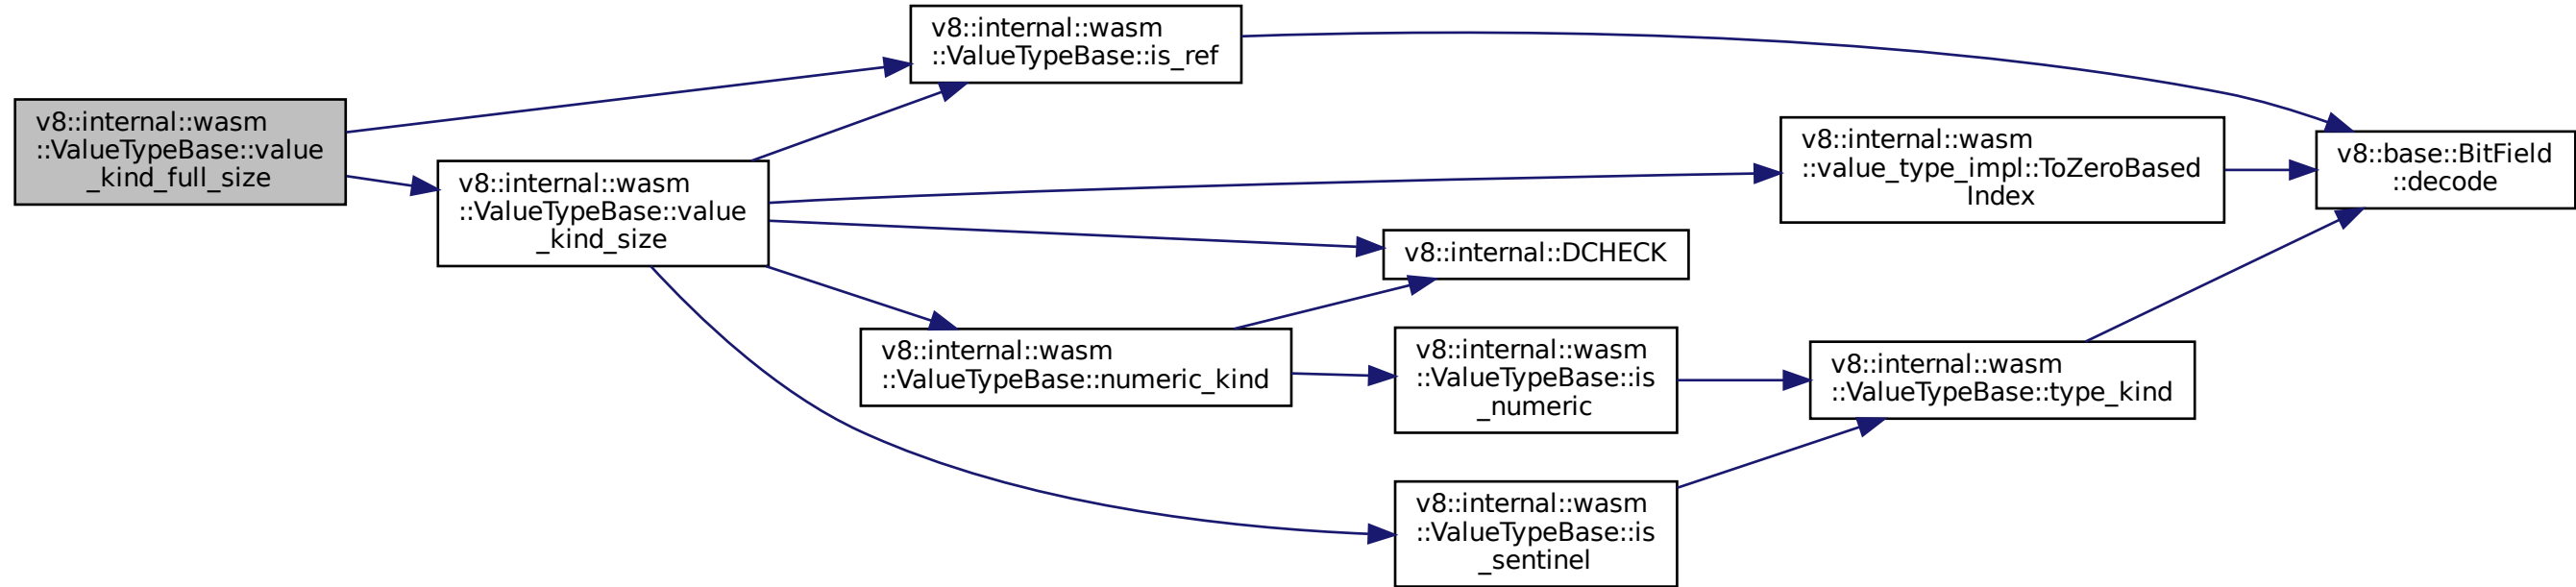 v8::internal::wasm
::ValueTypeBase::value
_kind_full_size
v8::internal::wasm
::ValueTypeBase::is_ref
v8::internal::wasm
::ValueTypeBase::value
_kind_size
v8::internal::wasm
::value_type_impl::ToZeroBased
Index
v8::base::BitField
::decode
v8::internal::DCHECK
v8::internal::wasm
::ValueTypeBase::numeric_kind
v8::internal::wasm
::ValueTypeBase::is
_numeric
v8::internal::wasm
::ValueTypeBase::type_kind
v8::internal::wasm
::ValueTypeBase::is
_sentinel